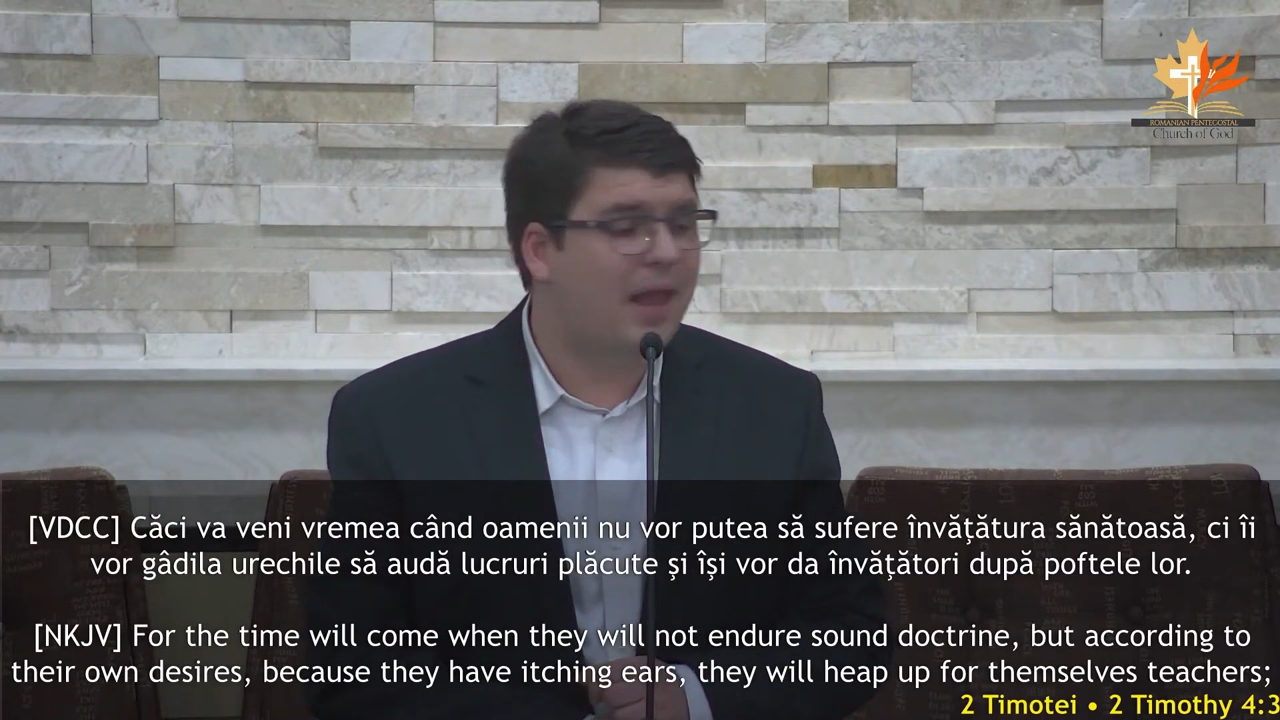 ROMANIAN PENTECOSTAL
Church of God
[VDCC] Căci va veni vremea când oamenii nu vor putea să sufere învăţătura sănătoasă, ci îi
vor gâdila urechile să audă lucruri plăcute şi îşi vor da învăţători după poftele lor.
[NKJV] For the time will come when they will not endure sound doctrine, but according to
their own desires, because they have itching ears, they will heap up for themselves teachers;
2 Timotei • 2 Timothy 4:3